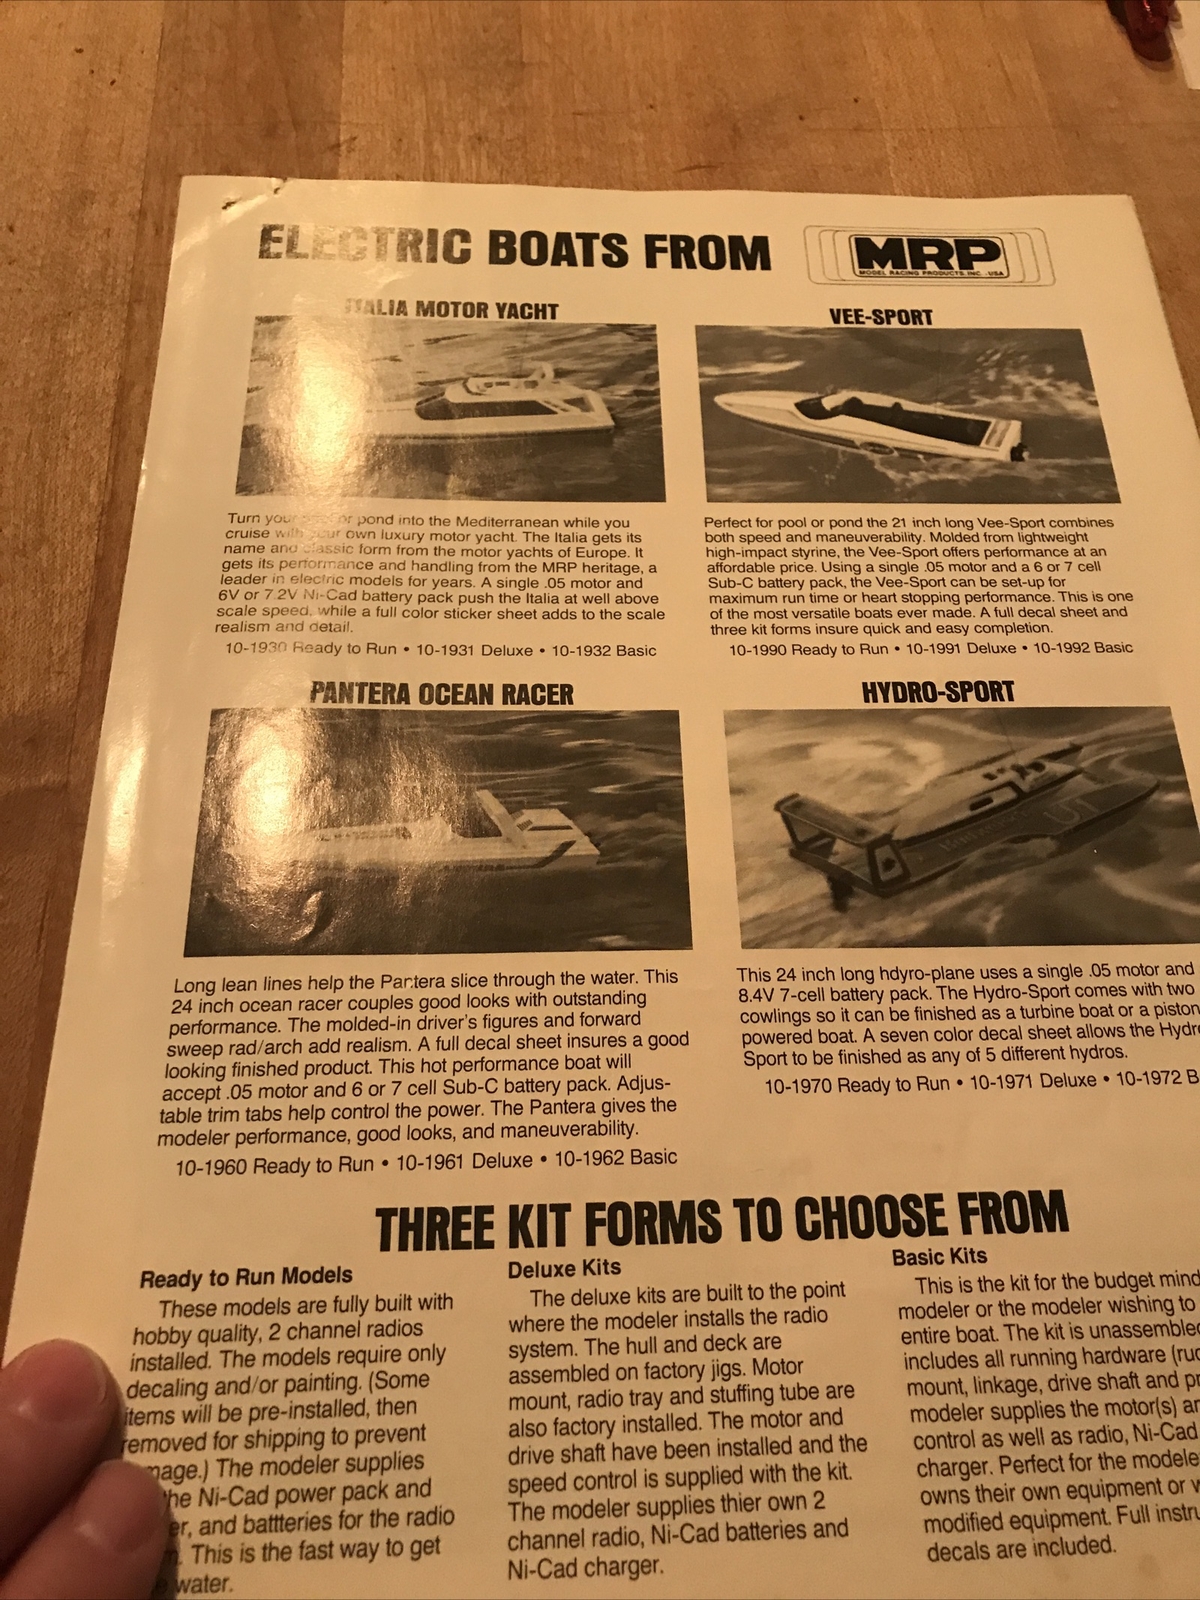 ELECTRIC BOATS FROM
MRP
MODEL RACING PRODUCTS, INC., USA
ITALIA MOTOR YACHT
Turn your or pond into the Mediterranean while you
cruise with your own luxury motor yacht. The Italia gets its
name and classic form from the motor yachts of Europe. It
gets its performance and handling from the MRP heritage, a
leader in electric models for years. A single .05 motor and
6V or 7.2V Ni-Cad battery pack push the Italia at well above
scale speed, while a full color sticker sheet adds to the scale
realism and detail.
10-1930 Ready to Run • 10-1931 Deluxe • 10-1932 Basic
VEE-SPORT
Perfect for pool or pond the 21 inch long Vee-Sport combines
both speed and maneuverability. Molded from lightweight
high-impact styrine, the Vee-Sport offers performance at an
affordable price. Using a single .05 motor and a 6 or 7 cell
Sub-C battery pack, the Vee-Sport can be set-up for
maximum run time or heart stopping performance. This is one
of the most versatile boats ever made. A full decal sheet and
three kit forms insure quick and easy completion.
10-1990 Ready to Run • 10-1991 Deluxe • 10-1992 Basic
PANTERA OCEAN RACER
Long lean lines help the Pantera slice through the water. This
24 inch ocean racer couples good looks with outstanding
performance. The molded-in driver's figures and forward
sweep rad/arch add realism. A full decal sheet insures a good
looking finished product. This hot performance boat will
accept .05 motor and 6 or 7 cell Sub-C battery pack. Adjus-
table trim tabs help control the power. The Pantera gives the
modeler performance, good looks, and maneuverability.
10-1960 Ready to Run • 10-1961 Deluxe • 10-1962 Basic
HYDRO-SPORT
This 24 inch long hdyro-plane uses a single .05 motor and
8.4V 7-cell battery pack. The Hydro-Sport comes with two
cowlings so it can be finished as a turbine boat or a piston
powered boat. A seven color decal sheet allows the Hydro
Sport to be finished as any of 5 different hydros.
10-1970 Ready to Run • 10-1971 Deluxe • 10-1972 B
THREE KIT FORMS TO CHOOSE FROM
Ready to Run Models
These models are fully built with
hobby quality, 2 channel radios
installed. The models require only
decaling and/or painting. (Some
items will be pre-installed, then
removed for shipping to prevent
mage.) The modeler supplies
he Ni-Cad power pack and
er, and battteries for the radio
. This is the fast way to get
water.
Deluxe Kits
The deluxe kits are built to the point
where the modeler installs the radio
system. The hull and deck are
assembled on factory jigs. Motor
mount, radio tray and stuffing tube are
also factory installed. The motor and
drive shaft have been installed and the
speed control is supplied with the kit.
The modeler supplies thier own 2
channel radio, Ni-Cad batteries and
Ni-Cad charger.
Basic Kits
This is the kit for the budget mind
modeler or the modeler wishing to
entire boat. The kit is unassemble
includes all running hardware (rud
mount, linkage, drive shaft and pr
modeler supplies the motor(s) an
control as well as radio, Ni-Cad
charger. Perfect for the modele
owns their own equipment or w
modified equipment. Full instru
decals are included.